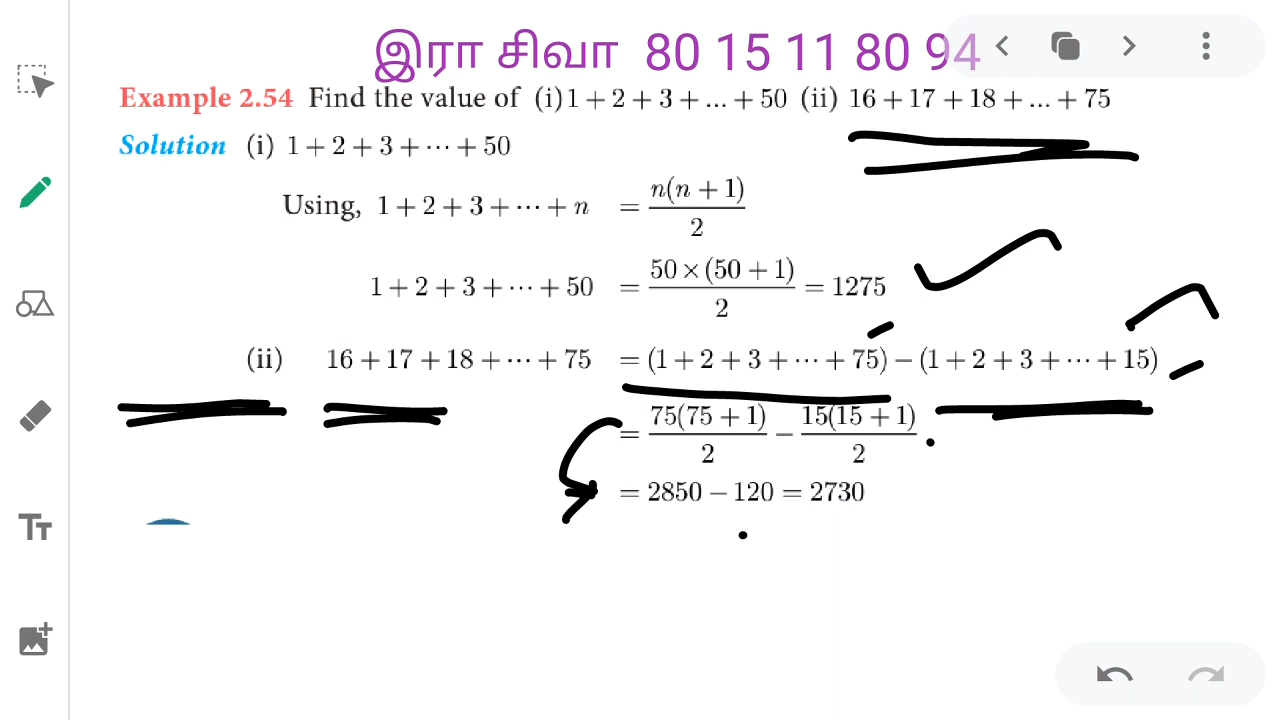 இரா சிவா 80 15 11 80 94
Example 2.54 Find the value of (i) 1 + 2 + 3 + ... + 50 (ii) 16 + 17 + 18 + ... + 75
Solution (i) 1 + 2 + 3 + ⋯ + 50
Using, 1 + 2 + 3 + ⋯ + n = n(n + 1)/2
1 + 2 + 3 + ⋯ + 50 = 50 × (50 + 1)/2 = 1275
(ii) 16 + 17 + 18 + ⋯ + 75 = (1 + 2 + 3 + ⋯ + 75) − (1 + 2 + 3 + ⋯ + 15)
= 75(75 + 1)/2 − 15(15 + 1)/2
= 2850 − 120 = 2730
Tт